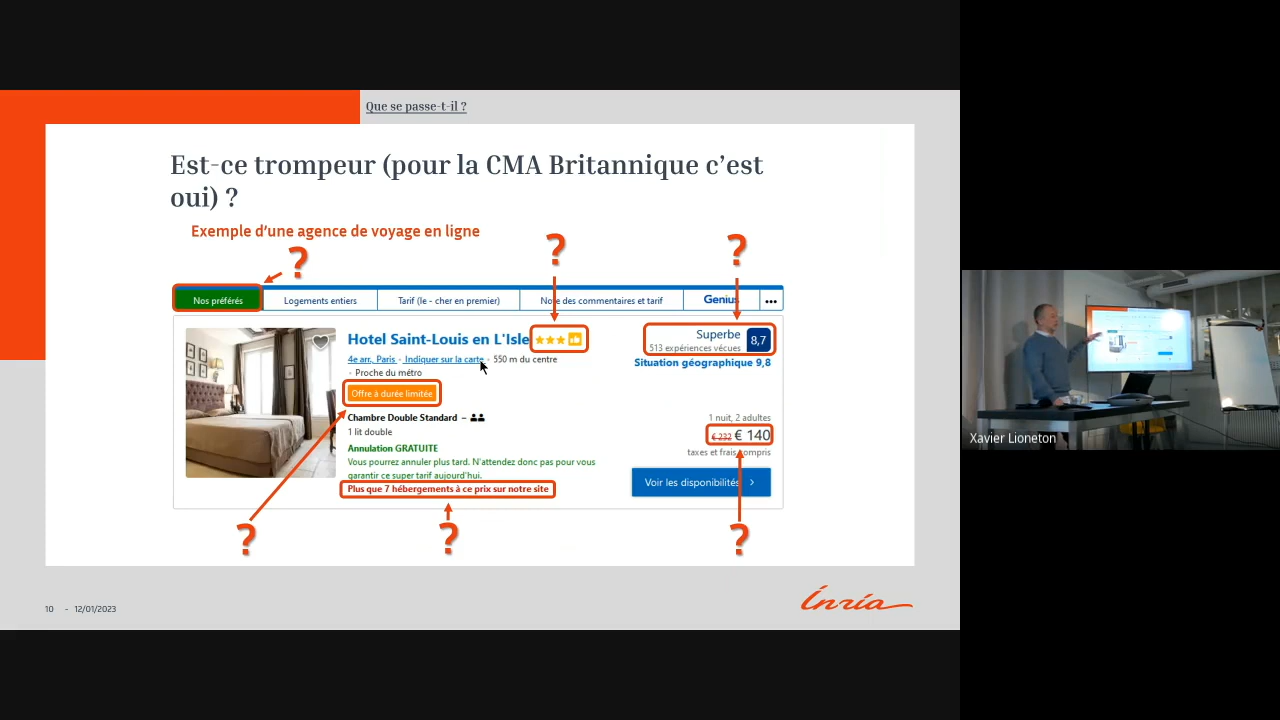 Que se passe-t-il ?
Est-ce trompeur (pour la CMA Britannique c’est
oui) ?
Exemple d’une agence de voyage en ligne
?
?
?
Nos préférés
Logements entiers
Tarif (le - cher en premier)
Note des commentaires et tarif
Genius
Hotel Saint-Louis en L'Isle
Superbe
513 expériences vécues
8,7
4e arr., Paris - Indiquer sur la carte - 550 m du centre
Situation géographique 9,8
- Proche du métro
Offre à durée limitée
Chambre Double Standard –
1 nuit, 2 adultes
1 lit double
€ 232 € 140
Annulation GRATUITE
taxes et frais compris
Vous pourrez annuler plus tard. N'attendez donc pas pour vous
garantir ce super tarif aujourd'hui.
Voir les disponibilités
Plus que 7 hébergements à ce prix sur notre site
?
?
?
10 - 12/01/2023
Inria
Xavier Lioneton